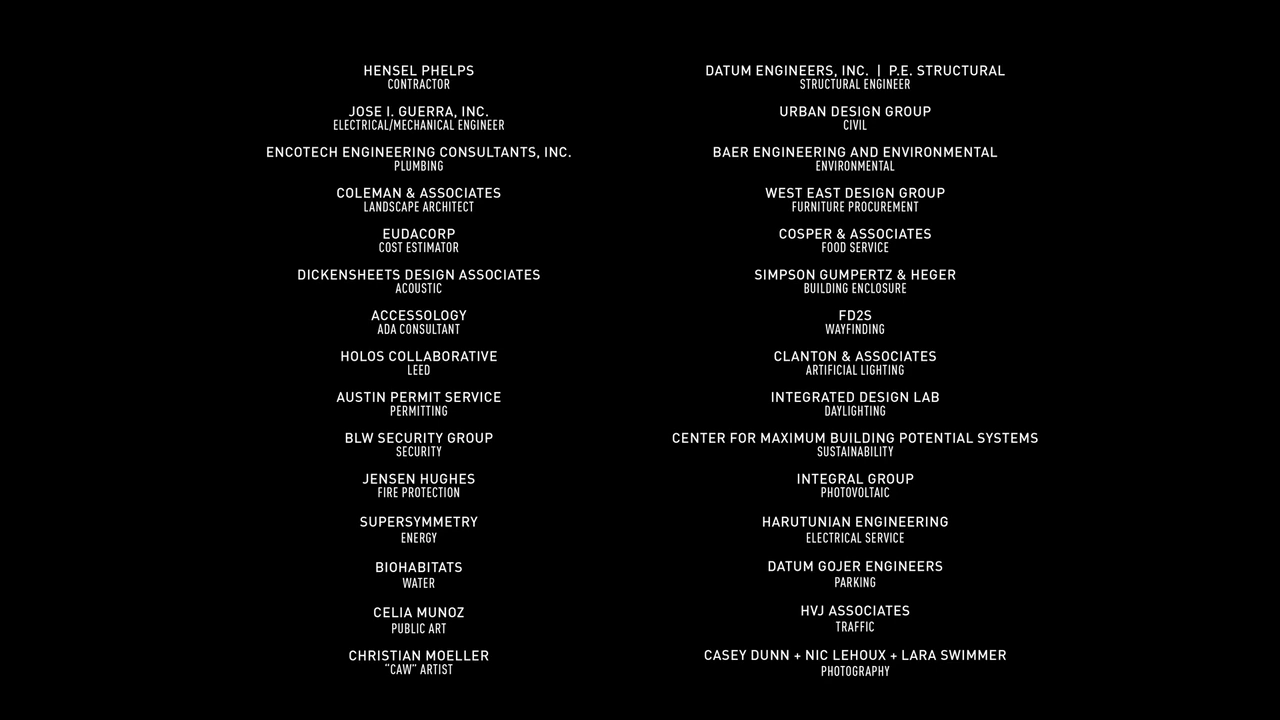 HENSEL PHELPS
CONTRACTOR
JOSE I. GUERRA, INC.
ELECTRICAL/MECHANICAL ENGINEER
ENCOTECH ENGINEERING CONSULTANTS, INC.
PLUMBING
COLEMAN & ASSOCIATES
LANDSCAPE ARCHITECT
EUDACORP
COST ESTIMATOR
DICKENSHEETS DESIGN ASSOCIATES
ACOUSTIC
ACCESSOLOGY
ADA CONSULTANT
HOLOS COLLABORATIVE
LEED
AUSTIN PERMIT SERVICE
PERMITTING
BLW SECURITY GROUP
SECURITY
JENSEN HUGHES
FIRE PROTECTION
SUPERSYMMETRY
ENERGY
BIOHABITATS
WATER
CELIA MUNOZ
PUBLIC ART
CHRISTIAN MOELLER
"CAW" ARTIST
DATUM ENGINEERS, INC. | P.E. STRUCTURAL
STRUCTURAL ENGINEER
URBAN DESIGN GROUP
CIVIL
BAER ENGINEERING AND ENVIRONMENTAL
ENVIRONMENTAL
WEST EAST DESIGN GROUP
FURNITURE PROCUREMENT
COSPER & ASSOCIATES
FOOD SERVICE
SIMPSON GUMPERTZ & HEGER
BUILDING ENCLOSURE
FD2S
WAYFINDING
CLANTON & ASSOCIATES
ARTIFICIAL LIGHTING
INTEGRATED DESIGN LAB
DAYLIGHTING
CENTER FOR MAXIMUM BUILDING POTENTIAL SYSTEMS
SUSTAINABILITY
INTEGRAL GROUP
PHOTOVOLTAIC
HARUTUNIAN ENGINEERING
ELECTRICAL SERVICE
DATUM GOJER ENGINEERS
PARKING
HVJ ASSOCIATES
TRAFFIC
CASEY DUNN + NIC LEHOUX + LARA SWIMMER
PHOTOGRAPHY